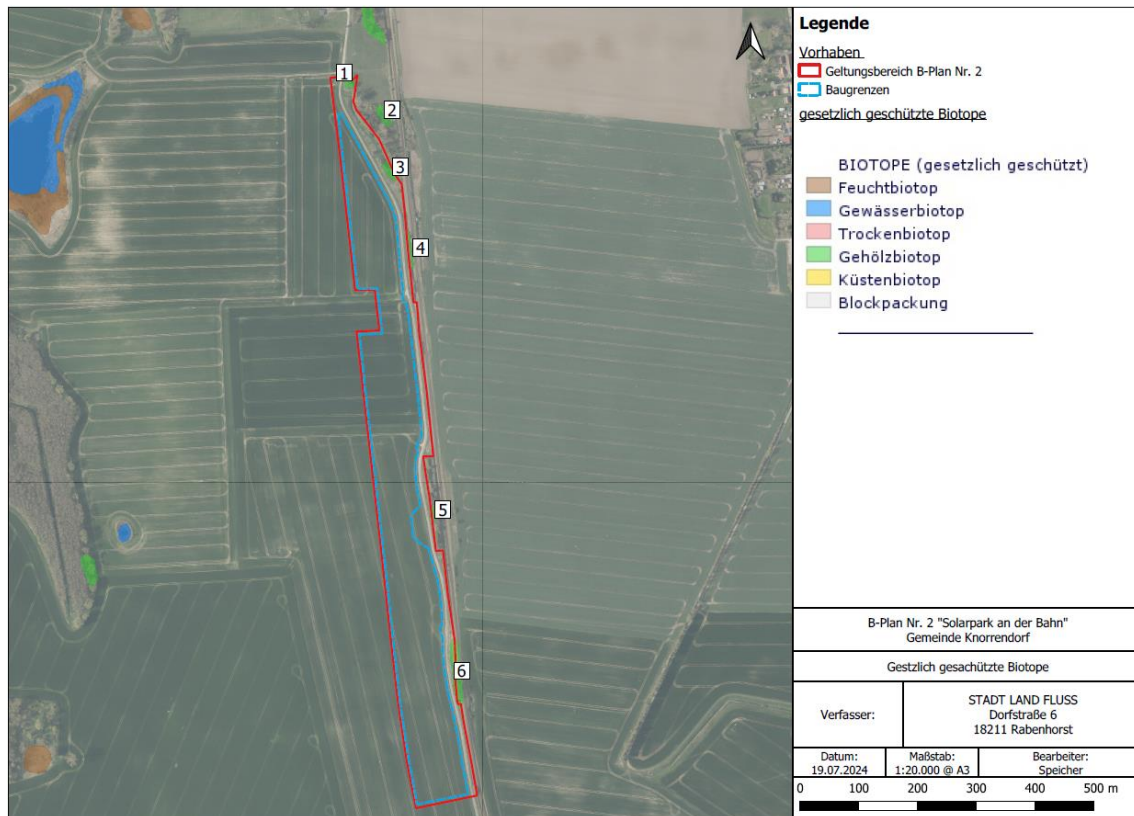 1
2
3
4
5
6
Legende
Vorhaben
Geltungsbereich B-Plan Nr. 2
Baugrenzen
gesetzlich geschützte Biotope
BIOTOPE (gesetzlich geschützt)
Feuchtbiotop
Gewässerbiotop
Trockenbiotop
Gehölzbiotop
Küstenbiotop
Blockpackung
B-Plan Nr. 2 "Solarpark an der Bahn"
Gemeinde Knorrendorf
Gestzlich gesachützte Biotope
Verfasser:
STADT LAND FLUSS
Dorfstraße 6
18211 Rabenhorst
Datum:
19.07.2024
Maßstab:
1:20.000 @ A3
Bearbeiter:
Speicher
0 100 200 300 400 500 m